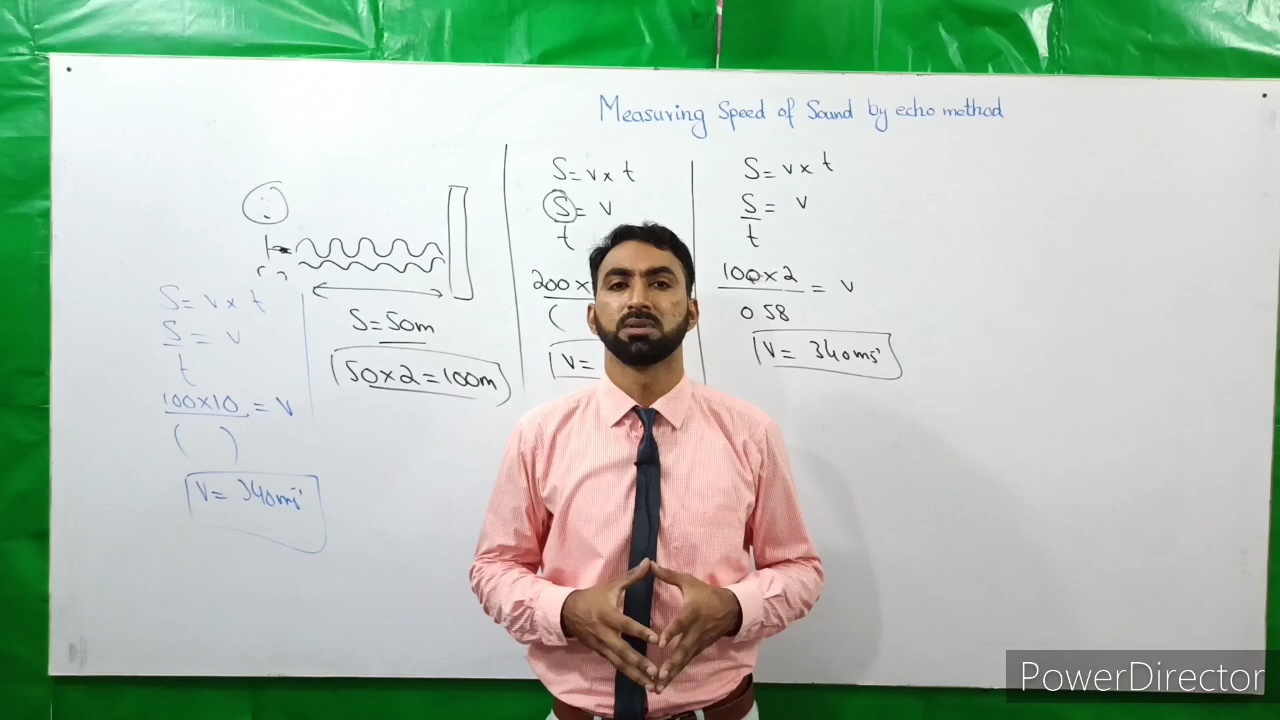 Measuring Speed of Sound by echo method
S = v x t
S = v
t
100x10 = v
( )
v = 340ms⁻¹
S = 50m
50x2 = 100m
S = v x t
S = v
t
200x
(
v =
S = v x t
S = v
t
100x2 = v
0 58
v = 340ms⁻¹
PowerDirector